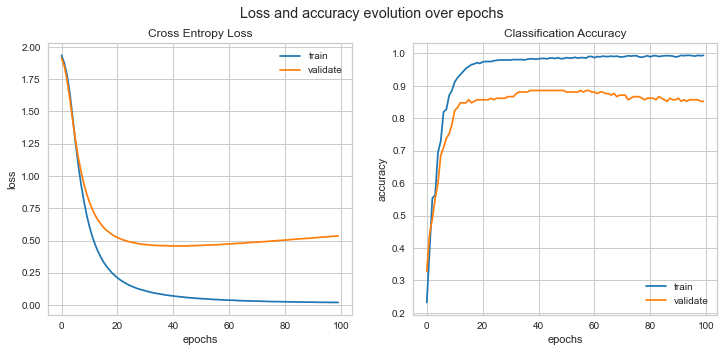 Loss and accuracy evolution over epochs
Cross Entropy Loss
2.00
1.75
1.50
1.25
1.00
0.75
0.50
0.25
0.00
loss
train
validate
0
20
40
60
80
100
epochs
Classification Accuracy
1.0
0.9
0.8
0.7
0.6
0.5
0.4
0.3
0.2
accuracy
train
validate
0
20
40
60
80
100
epochs